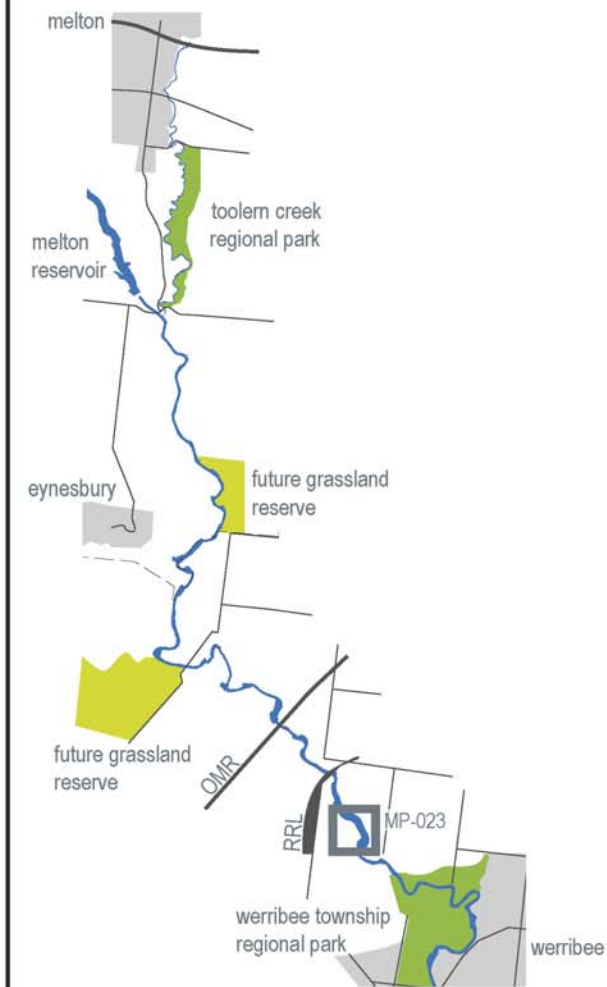 melton
toolern creek
regional park
melton
reservoir
future grassland
reserve
eynesbury
future grassland
reserve
OMR
RRL
MP-023
werribee township
regional park
werribee